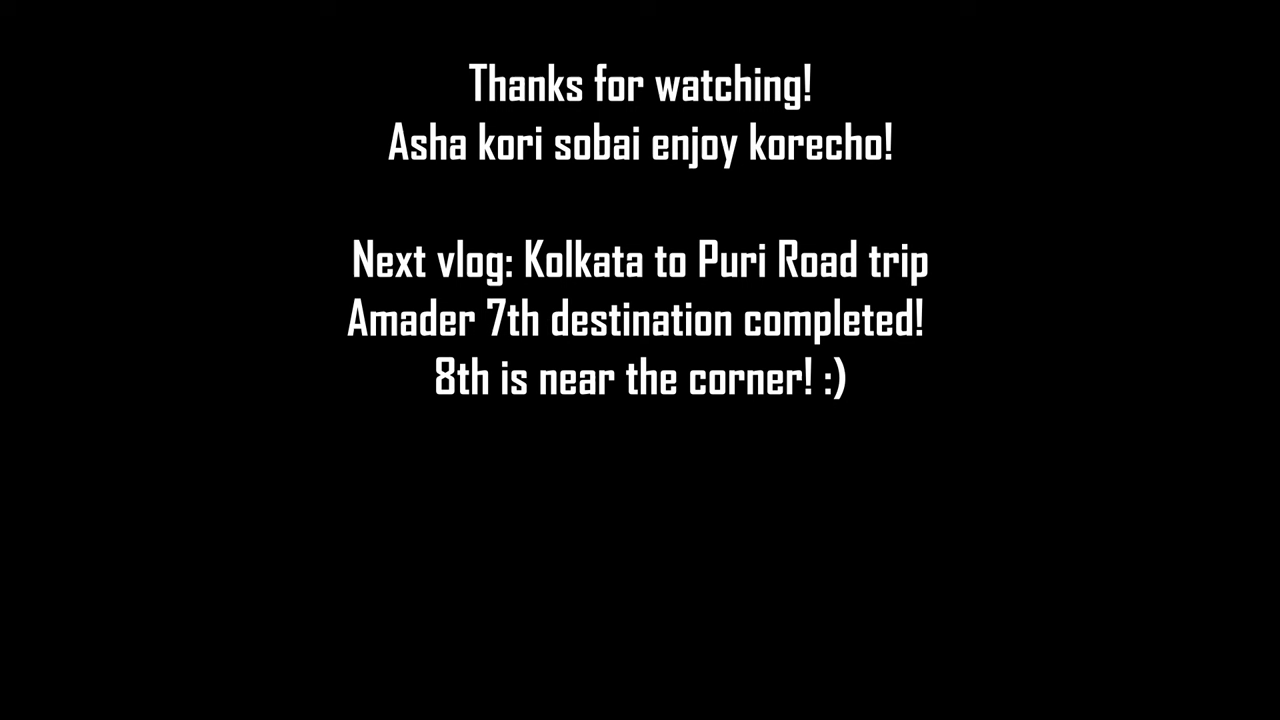 Thanks for watching!
Asha kori sobai enjoy korecho!
Next vlog: Kolkata to Puri Road trip
Amader 7th destination completed!
8th is near the corner! :)